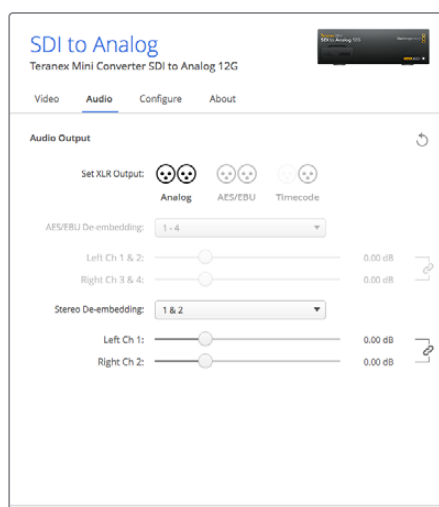 SDI to Analog
Teranex Mini Converter SDI to Analog 12G
Video Audio Configure About
Audio Output
Set XLR Output:
Analog AES/EBU Timecode
AES/EBU De-embedding: 1 - 4
Left Ch 1 & 2: 0.00 dB
Right Ch 3 & 4: 0.00 dB
Stereo De-embedding: 1 & 2
Left Ch 1: 0.00 dB
Right Ch 2: 0.00 dB